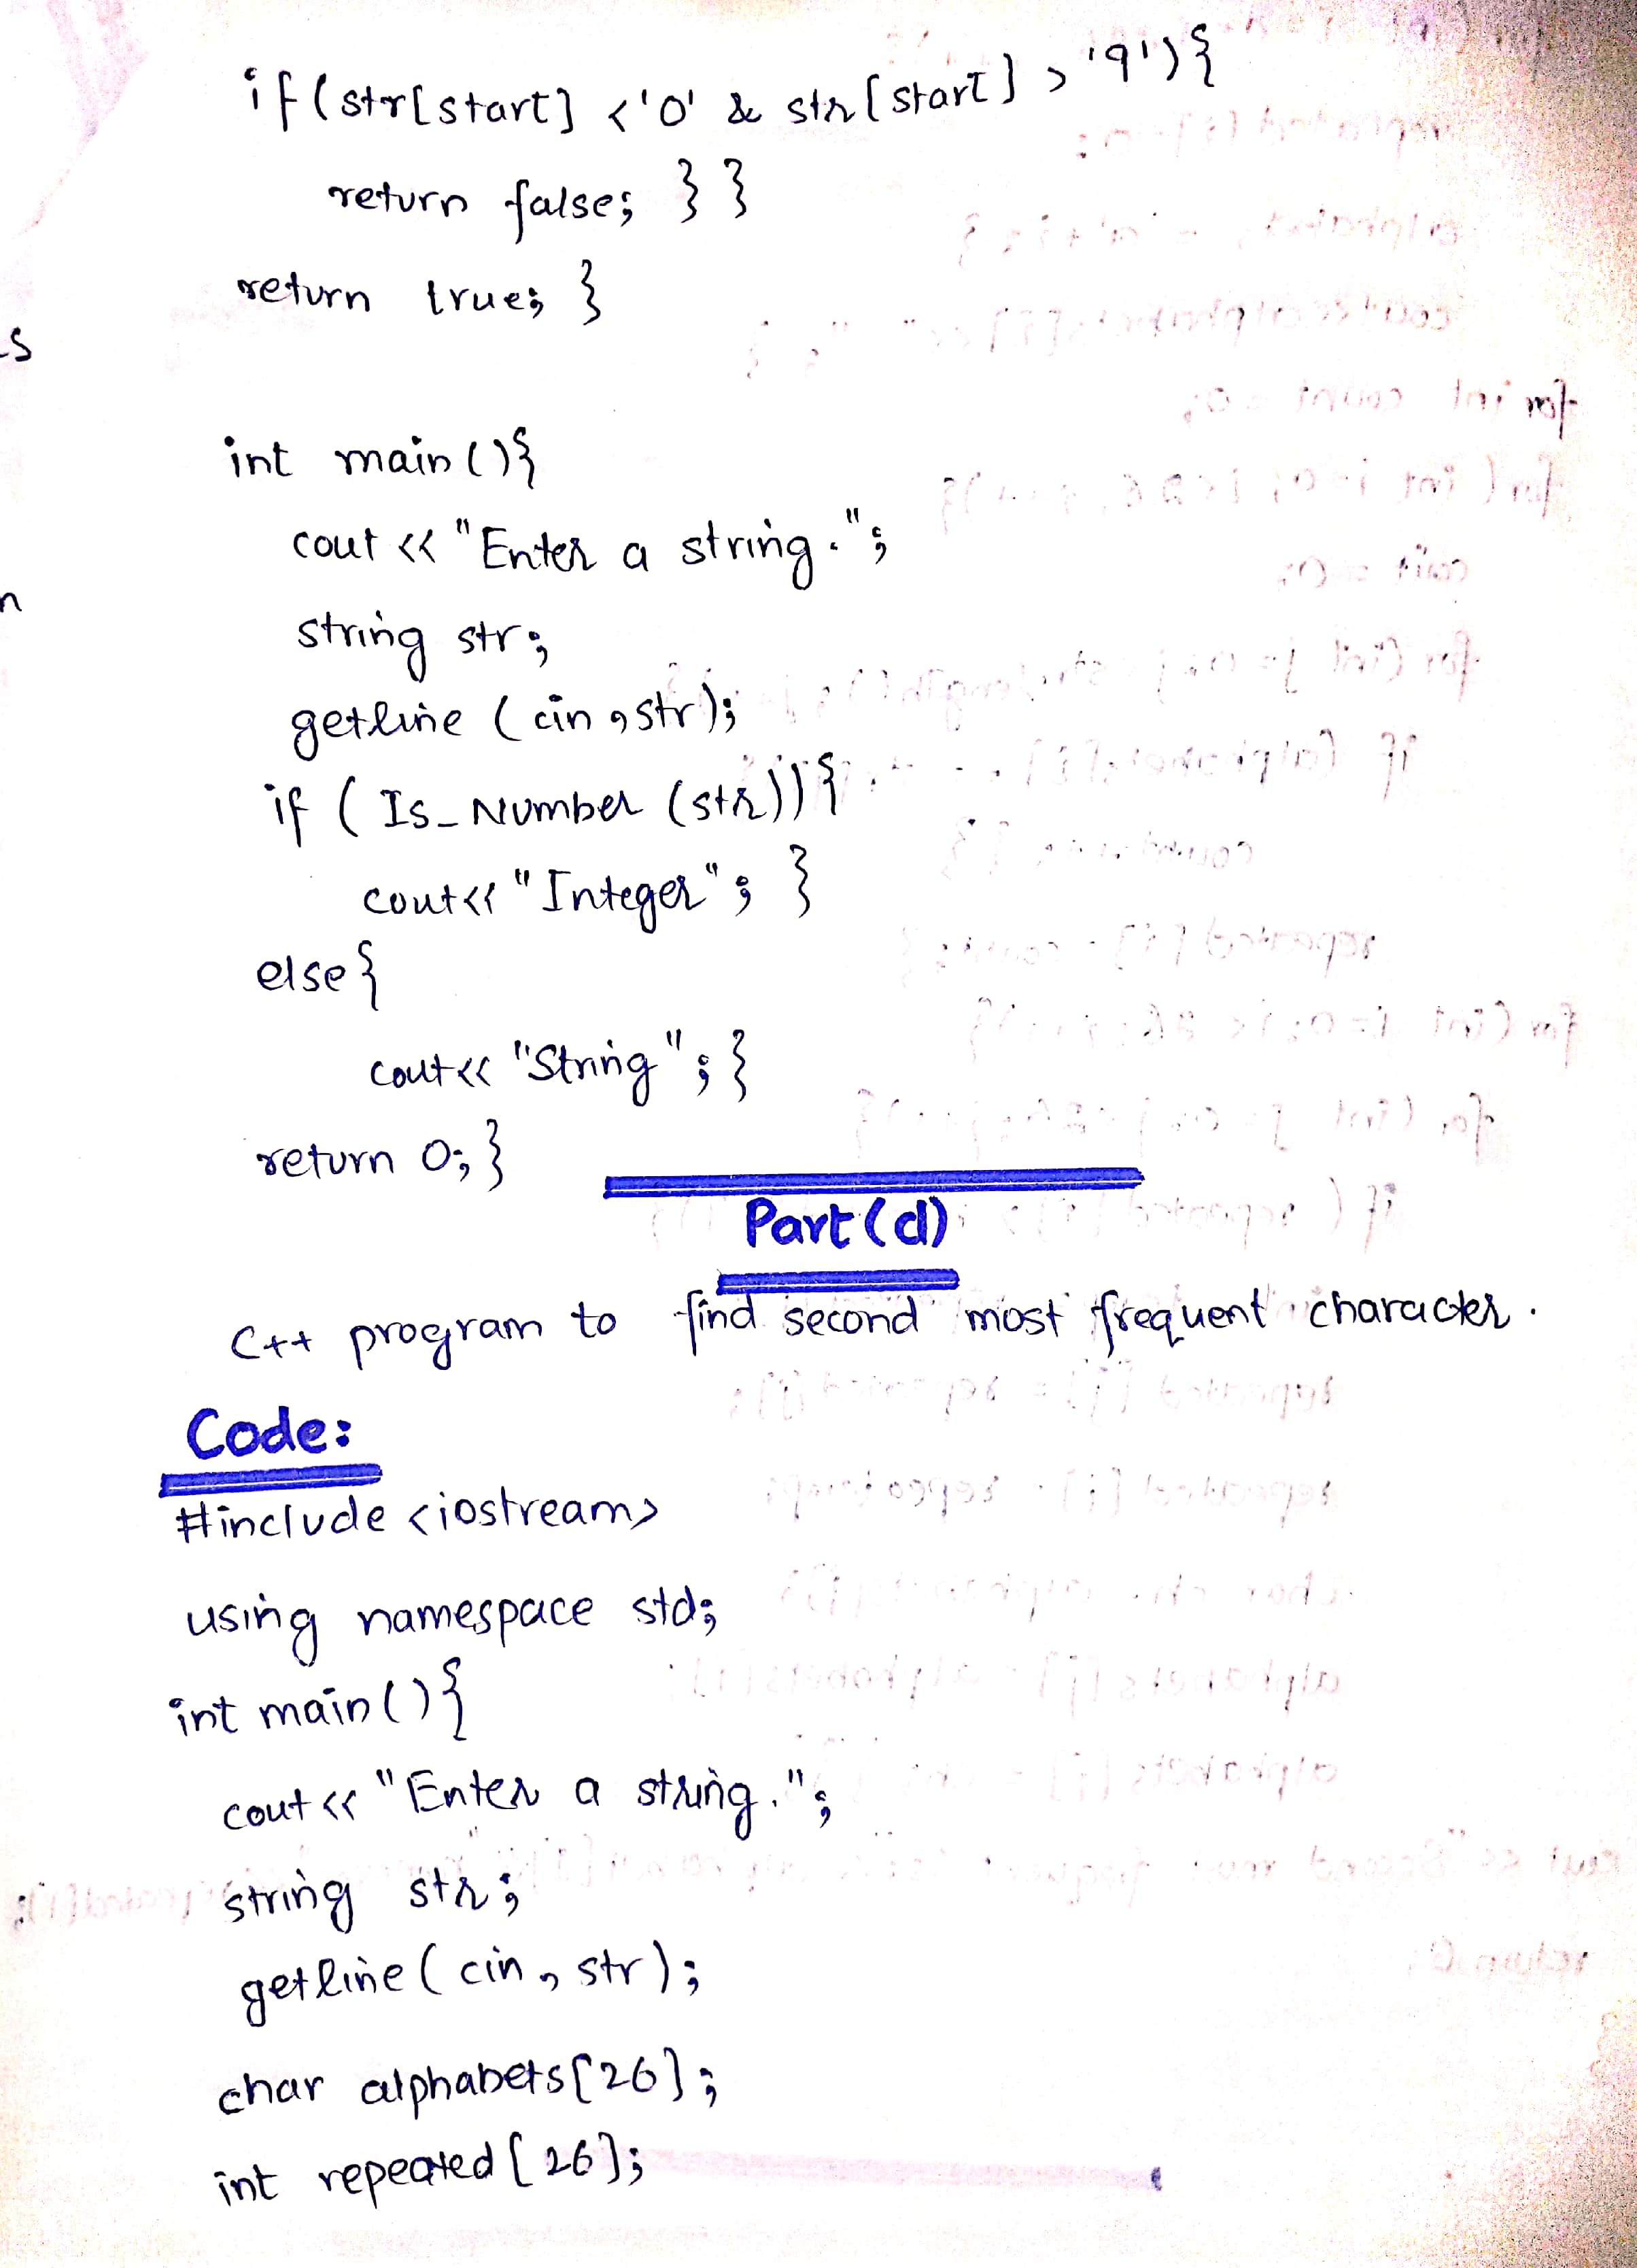 if(str[start] <'0' & str[start] > '9'){
return false; } }
return true; }
int main(){
cout << "Enter a string.";
string str;
getline (cin, str);
if ( Is_Number (str)){
cout<< "Integer"; }
else{
cout<< "String"; }
return 0; }
Part(d)
C++ program to find second most frequent character.
Code:
#include <iostream>
using namespace std;
int main(){
cout << "Enter a string.";
string str;
getline(cin, str);
char alphabets[26];
int repeated[26];